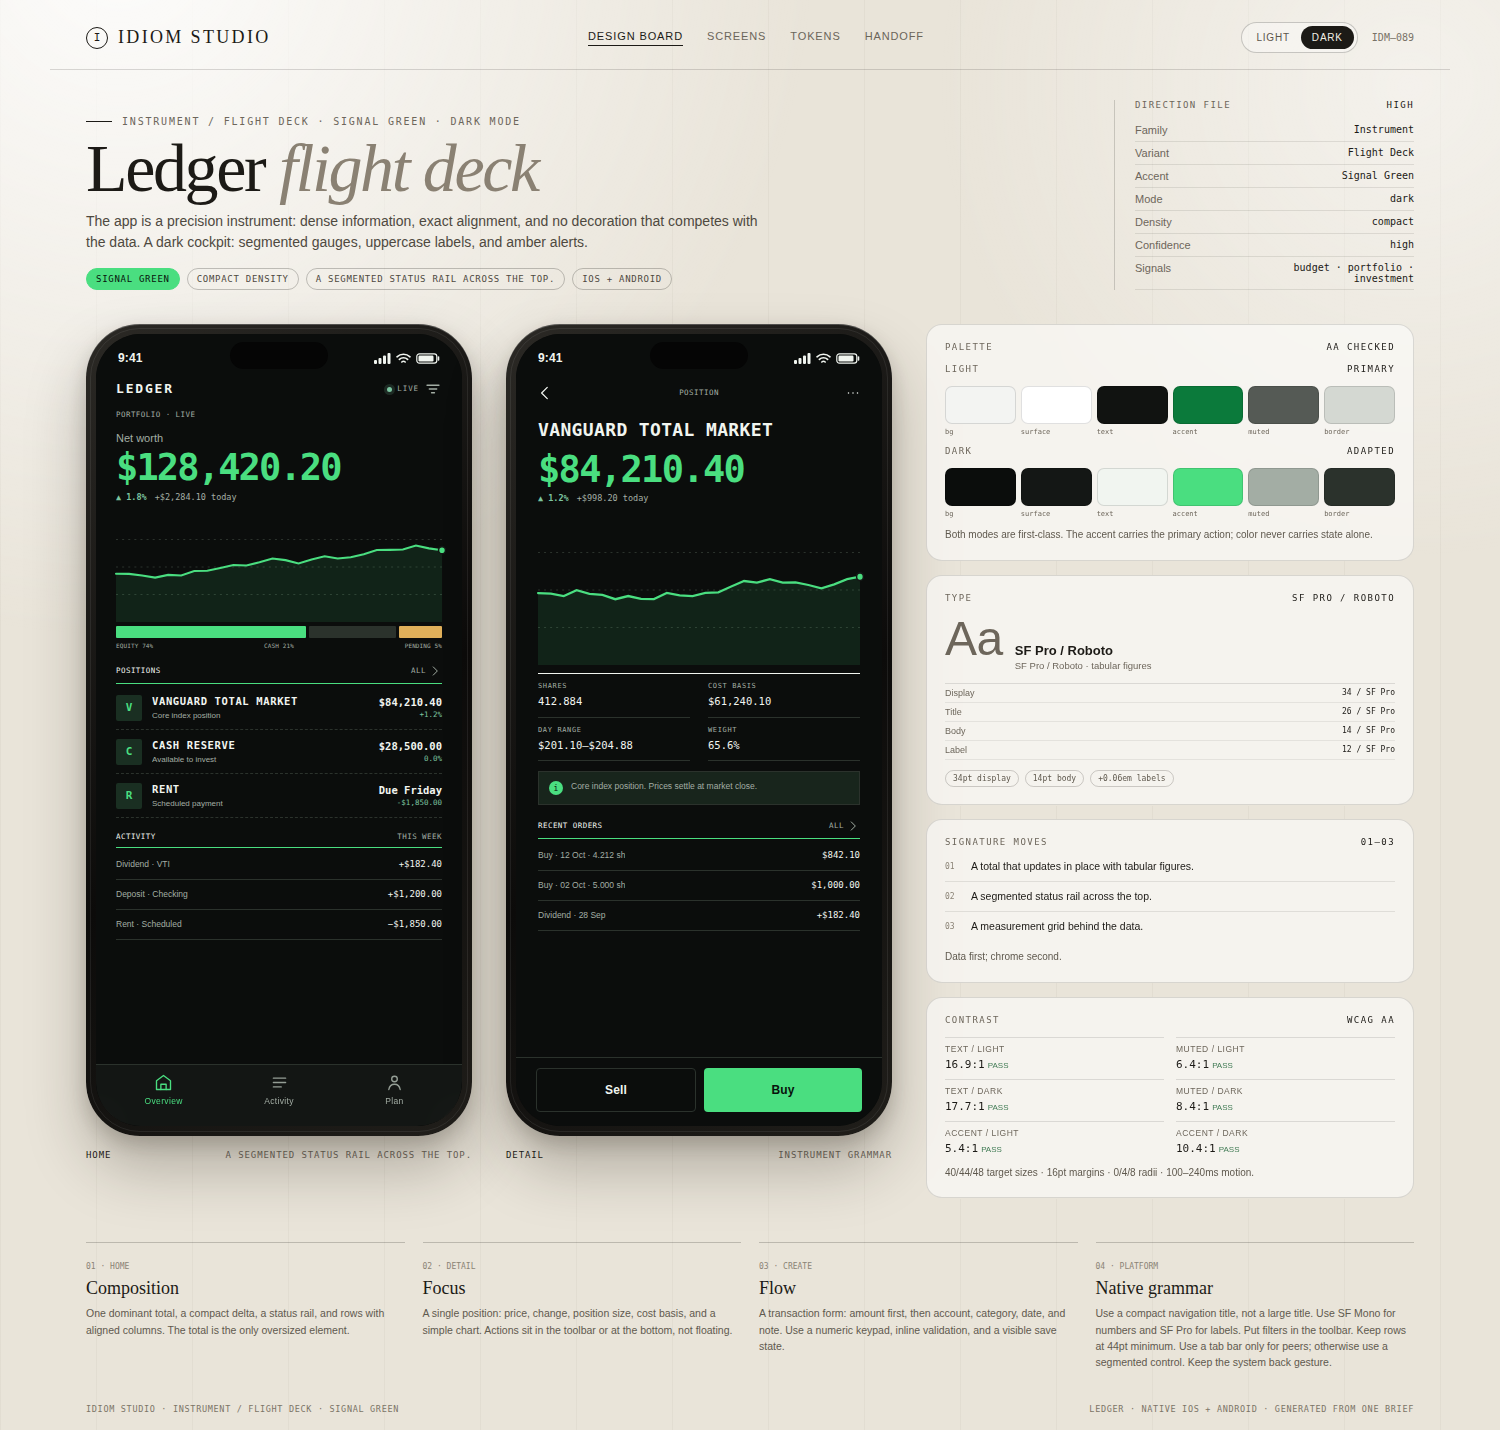 I IDIOM STUDIO
DESIGN BOARD SCREENS TOKENS HANDOFF
LIGHT DARK IDM—089
INSTRUMENT / FLIGHT DECK · SIGNAL GREEN · DARK MODE
Ledger flight deck
The app is a precision instrument: dense information, exact alignment, and no decoration that competes with
the data. A dark cockpit: segmented gauges, uppercase labels, and amber alerts.
SIGNAL GREEN COMPACT DENSITY A SEGMENTED STATUS RAIL ACROSS THE TOP. IOS + ANDROID
DIRECTION FILE HIGH
Family Instrument
Variant Flight Deck
Accent Signal Green
Mode dark
Density compact
Confidence high
Signals budget · portfolio ·
investment
9:41
LEDGER LIVE
PORTFOLIO · LIVE
Net worth
$128,420.20
▲ 1.8% +$2,284.10 today
EQUITY 74% CASH 21% PENDING 5%
POSITIONS ALL
V VANGUARD TOTAL MARKET $84,210.40
Core index position +1.2%
C CASH RESERVE $28,500.00
Available to invest 0.0%
R RENT Due Friday
Scheduled payment -$1,850.00
ACTIVITY THIS WEEK
Dividend · VTI +$182.40
Deposit · Checking +$1,200.00
Rent · Scheduled −$1,850.00
Overview Activity Plan
HOME A SEGMENTED STATUS RAIL ACROSS THE TOP.
9:41
POSITION ···
VANGUARD TOTAL MARKET
$84,210.40
▲ 1.2% +$998.20 today
SHARES COST BASIS
412.884 $61,240.10
DAY RANGE WEIGHT
$201.10–$204.88 65.6%
i Core index position. Prices settle at market close.
RECENT ORDERS ALL
Buy · 12 Oct · 4.212 sh $842.10
Buy · 02 Oct · 5.000 sh $1,000.00
Dividend · 28 Sep +$182.40
Sell Buy
DETAIL INSTRUMENT GRAMMAR
PALETTE AA CHECKED
LIGHT PRIMARY
bg surface text accent muted border
DARK ADAPTED
bg surface text accent muted border
Both modes are first-class. The accent carries the primary action; color never carries state alone.
TYPE SF PRO / ROBOTO
Aa SF Pro / Roboto
SF Pro / Roboto · tabular figures
Display 34 / SF Pro
Title 26 / SF Pro
Body 14 / SF Pro
Label 12 / SF Pro
34pt display 14pt body +0.06em labels
SIGNATURE MOVES 01—03
01 A total that updates in place with tabular figures.
02 A segmented status rail across the top.
03 A measurement grid behind the data.
Data first; chrome second.
CONTRAST WCAG AA
TEXT / LIGHT MUTED / LIGHT
16.9:1 PASS 6.4:1 PASS
TEXT / DARK MUTED / DARK
17.7:1 PASS 8.4:1 PASS
ACCENT / LIGHT ACCENT / DARK
5.4:1 PASS 10.4:1 PASS
40/44/48 target sizes · 16pt margins · 0/4/8 radii · 100–240ms motion.
01 · HOME
Composition
One dominant total, a compact delta, a status rail, and rows with
aligned columns. The total is the only oversized element.
02 · DETAIL
Focus
A single position: price, change, position size, cost basis, and a
simple chart. Actions sit in the toolbar or at the bottom, not floating.
03 · CREATE
Flow
A transaction form: amount first, then account, category, date, and
note. Use a numeric keypad, inline validation, and a visible save
state.
04 · PLATFORM
Native grammar
Use a compact navigation title, not a large title. Use SF Mono for
numbers and SF Pro for labels. Put filters in the toolbar. Keep rows
at 44pt minimum. Use a tab bar only for peers; otherwise use a
segmented control. Keep the system back gesture.
IDIOM STUDIO · INSTRUMENT / FLIGHT DECK · SIGNAL GREEN
LEDGER · NATIVE IOS + ANDROID · GENERATED FROM ONE BRIEF